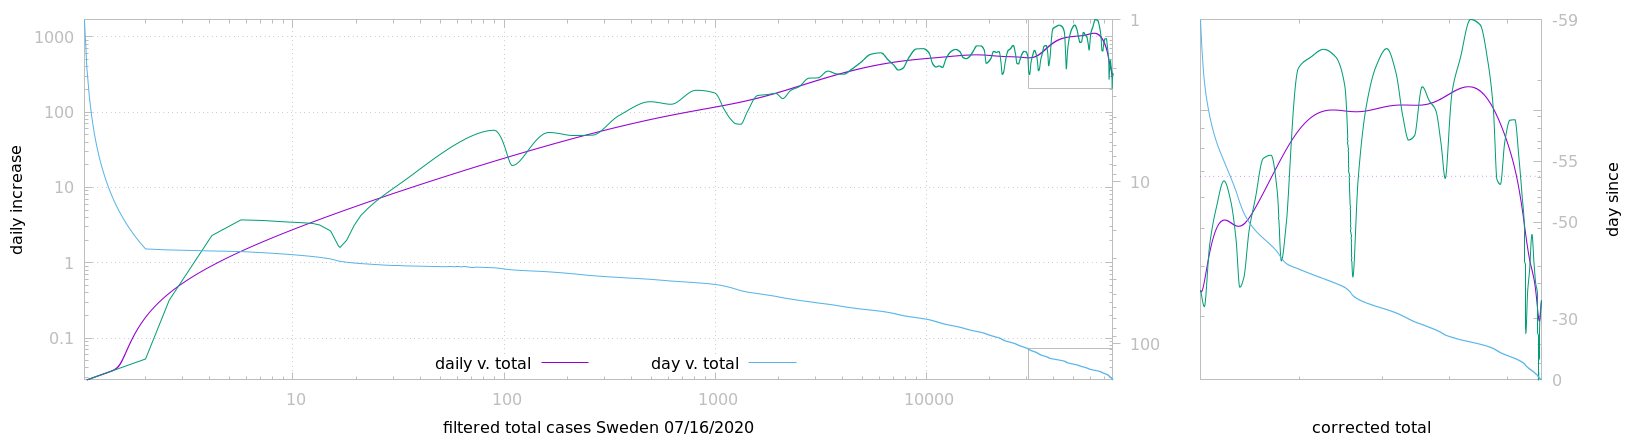 daily increase
1000
100
10
1
0.1
daily v. total
day v. total
10
100
1000
10000
filtered total cases Sweden 07/16/2020
1
10
100
-59
-55
-50
-30
0
day since
corrected total